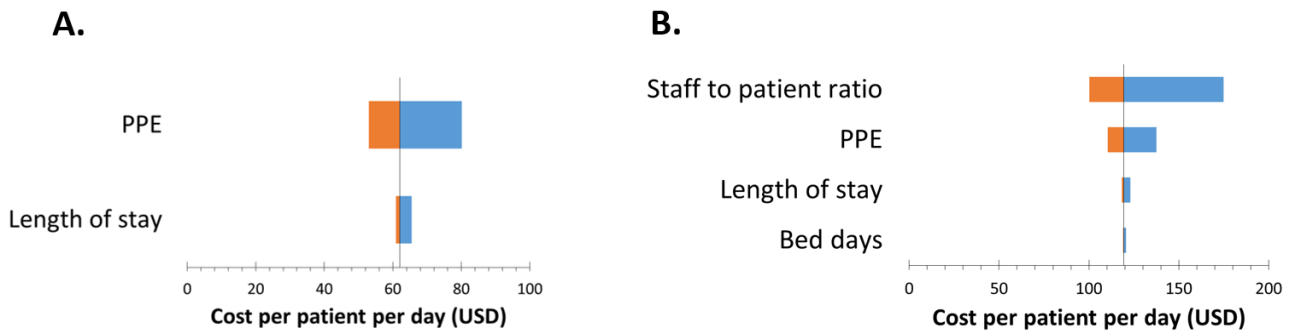 A.
PPE
Length of stay
0 20 40 60 80 100
Cost per patient per day (USD)
B.
Staff to patient ratio
PPE
Length of stay
Bed days
0 50 100 150 200
Cost per patient per day (USD)